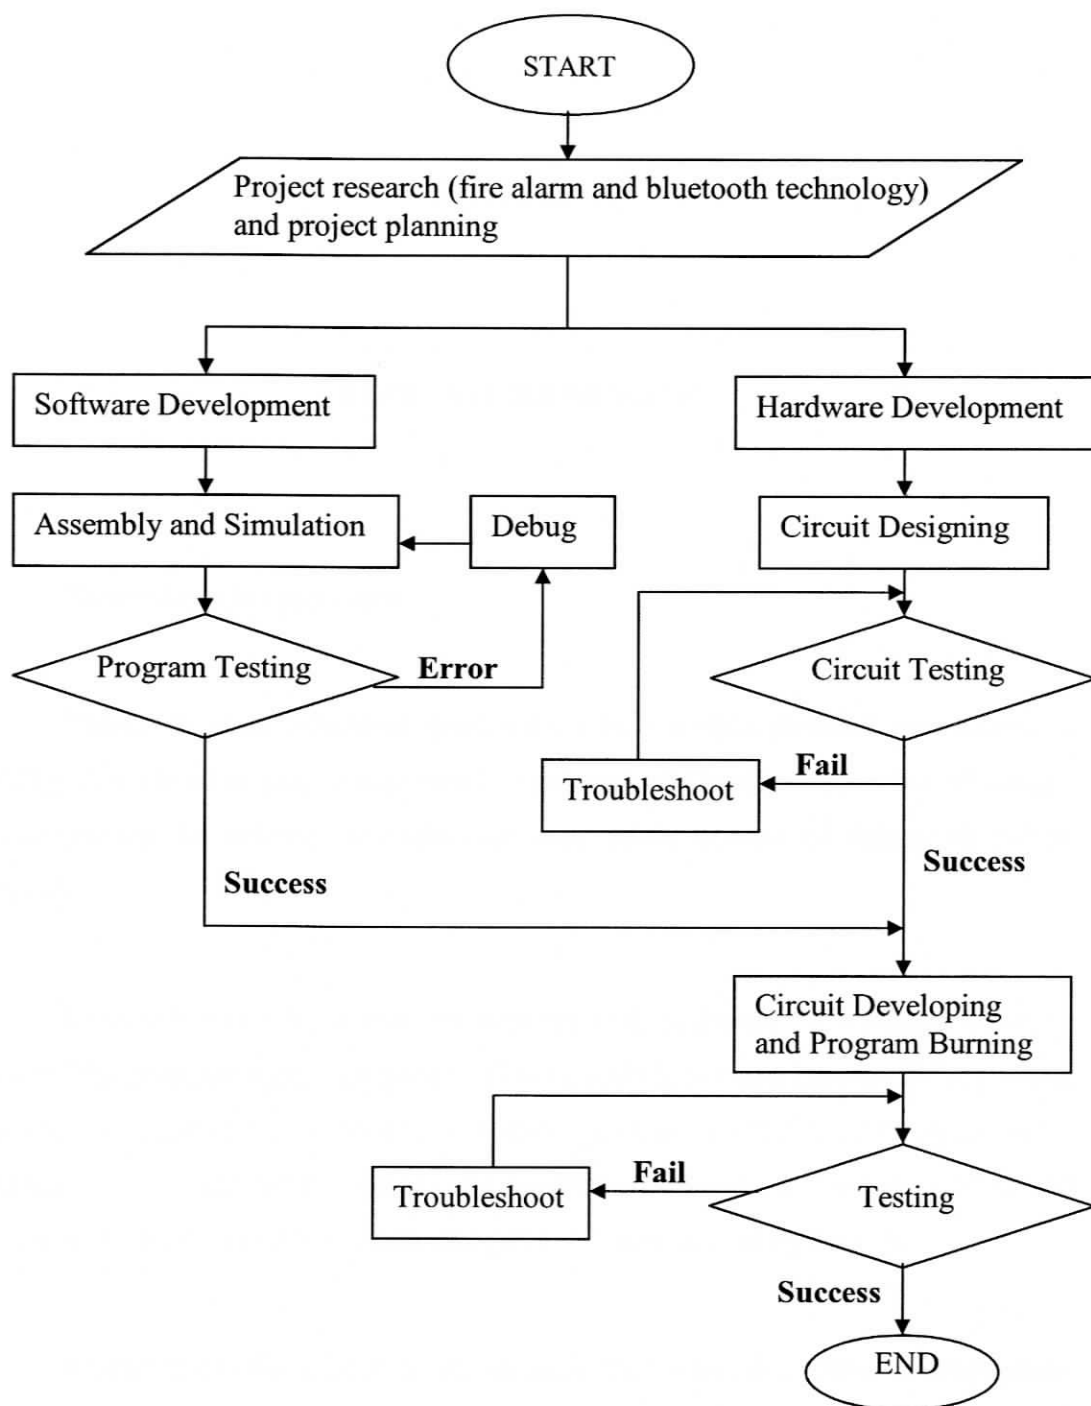 START
Project research (fire alarm and bluetooth technology)
and project planning
Software Development
Hardware Development
Assembly and Simulation
Debug
Circuit Designing
Program Testing
Error
Circuit Testing
Troubleshoot
Fail
Success
Success
Circuit Developing
and Program Burning
Troubleshoot
Fail
Testing
Success
END